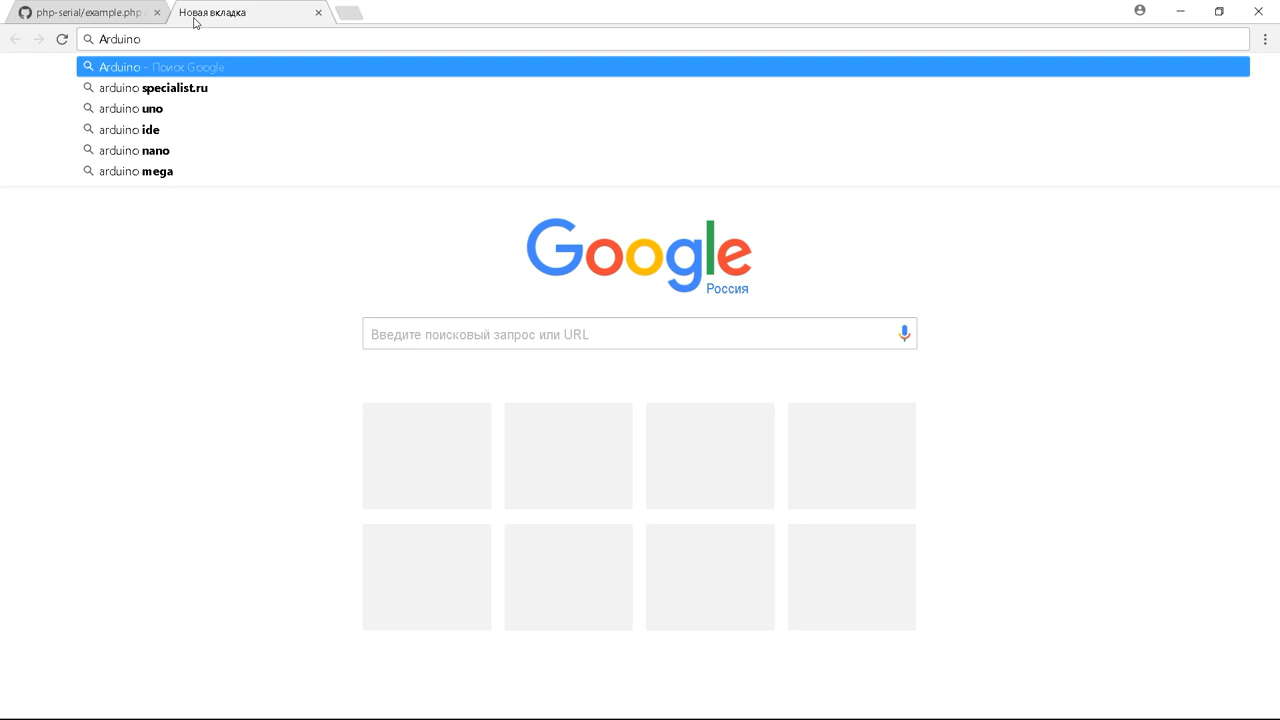 php-serial/example.php
Новая вкладка
Arduino
Arduino - Поиск Google
arduino specialist.ru
arduino uno
arduino ide
arduino nano
arduino mega
Google
Россия
Введите поисковый запрос или URL